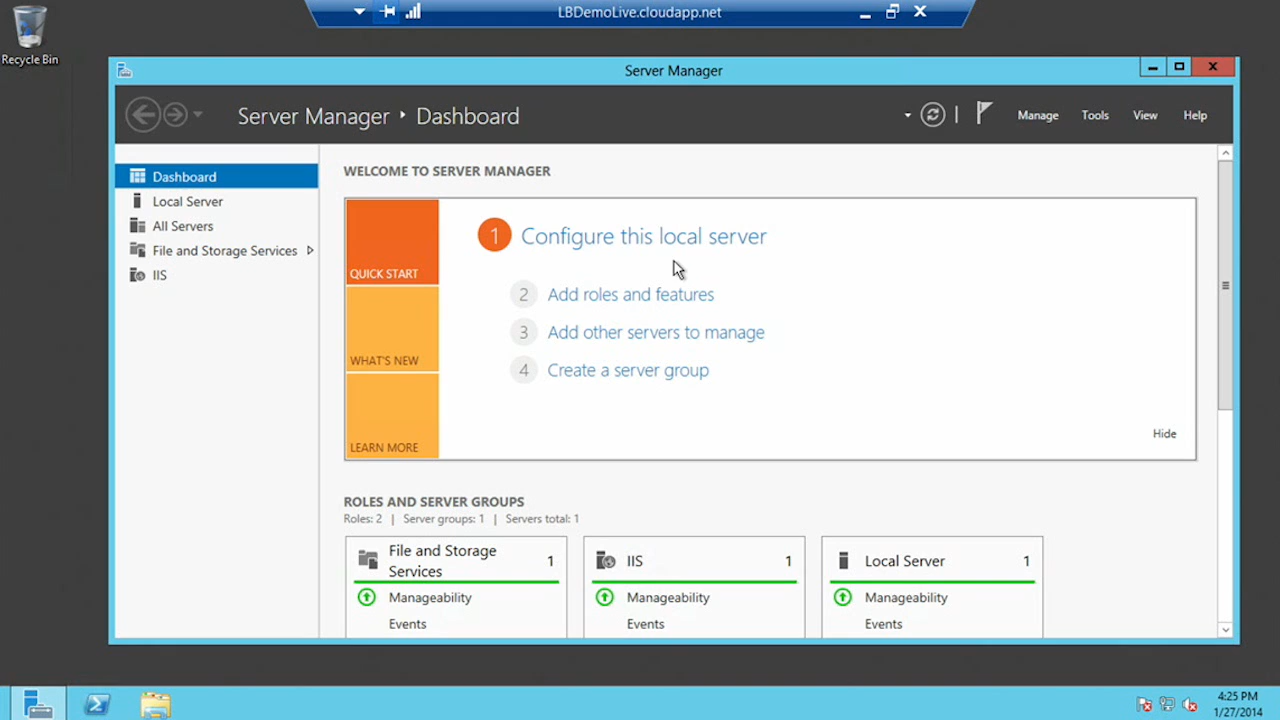 LBDemoLive.cloudapp.net
Recycle Bin
Server Manager
Server Manager Dashboard
Manage Tools View Help
Dashboard
Local Server
All Servers
File and Storage Services
IIS
WELCOME TO SERVER MANAGER
QUICK START
WHAT'S NEW
LEARN MORE
1 Configure this local server
2 Add roles and features
3 Add other servers to manage
4 Create a server group
Hide
ROLES AND SERVER GROUPS
Roles: 2 | Server groups: 1 | Servers total: 1
File and Storage
Services 1
Manageability
Events
IIS 1
Manageability
Events
Local Server 1
Manageability
Events
4:25 PM
1/27/2014